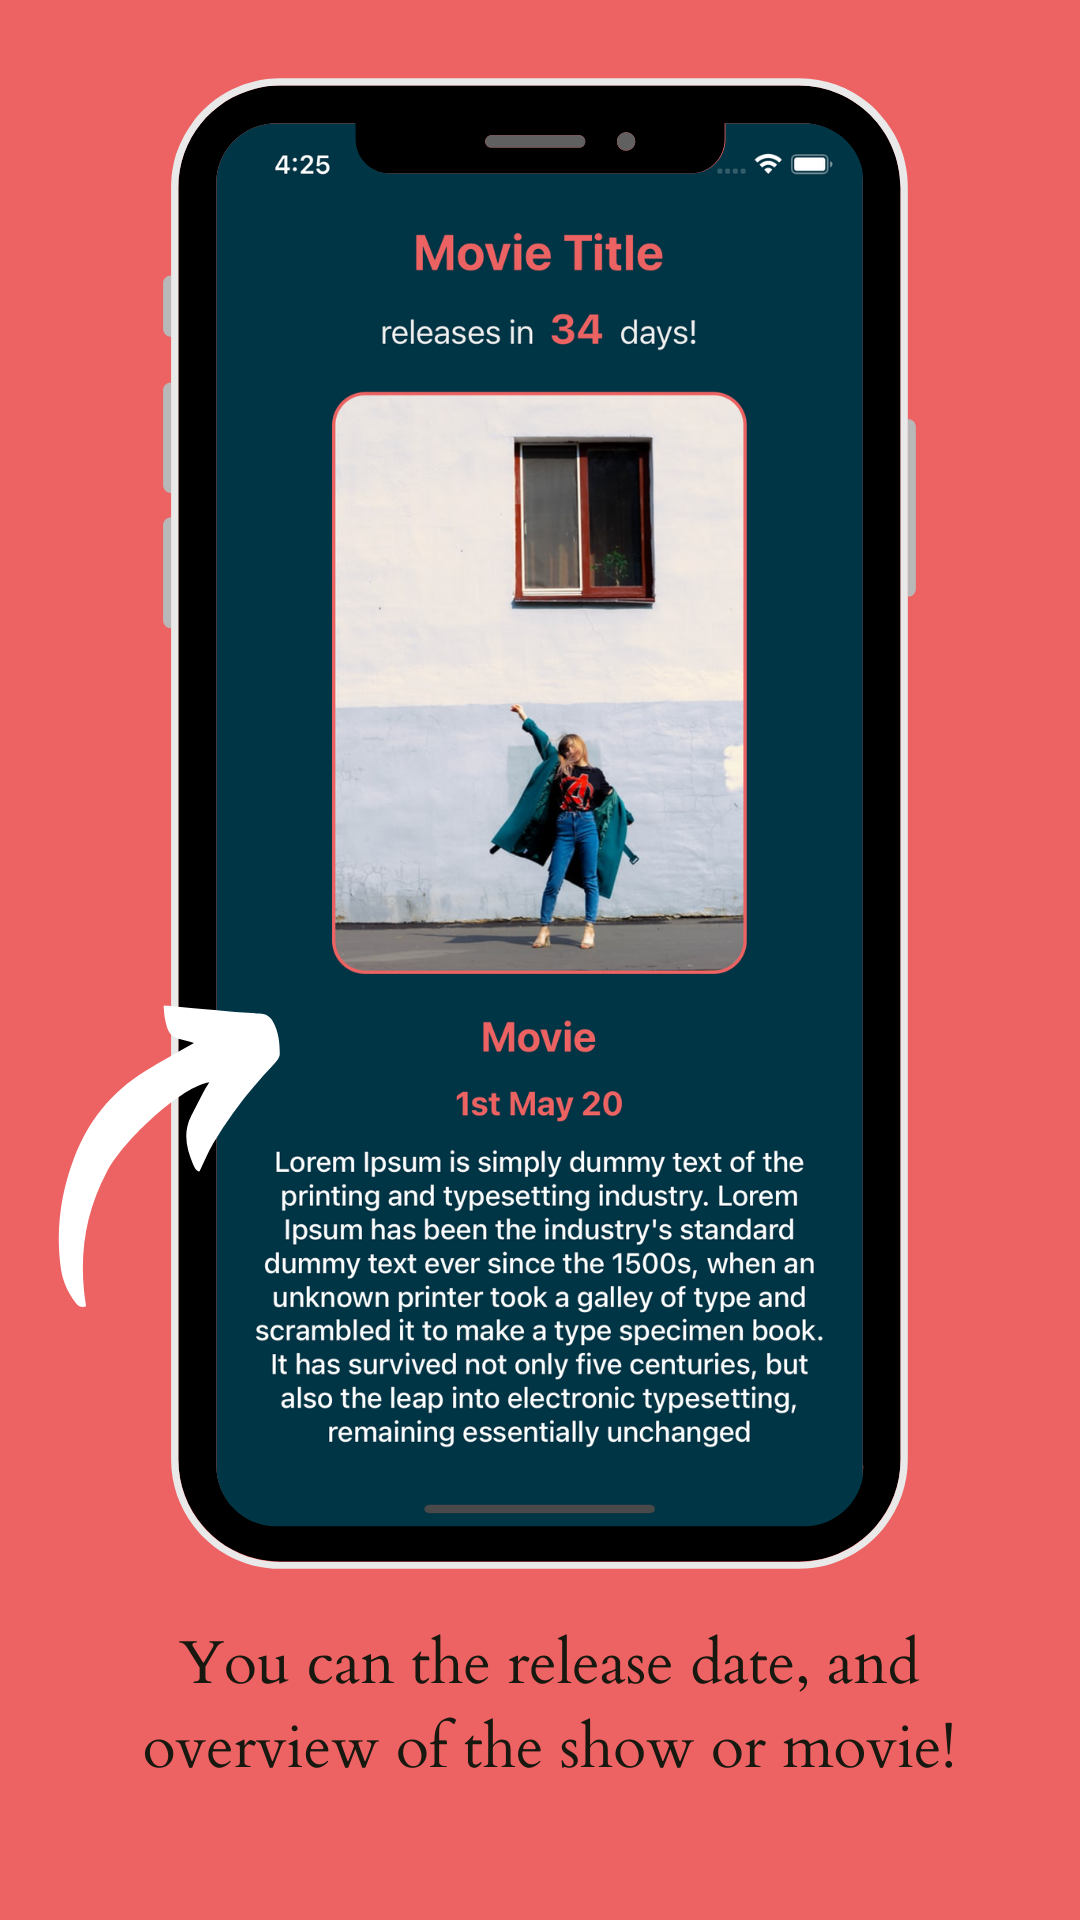 4:25
Movie Title
releases in 34 days!
Movie
1st May 20
Lorem Ipsum is simply dummy text of the
printing and typesetting industry. Lorem
Ipsum has been the industry's standard
dummy text ever since the 1500s, when an
unknown printer took a galley of type and
scrambled it to make a type specimen book.
It has survived not only five centuries, but
also the leap into electronic typesetting,
remaining essentially unchanged
You can the release date, and
overview of the show or movie!